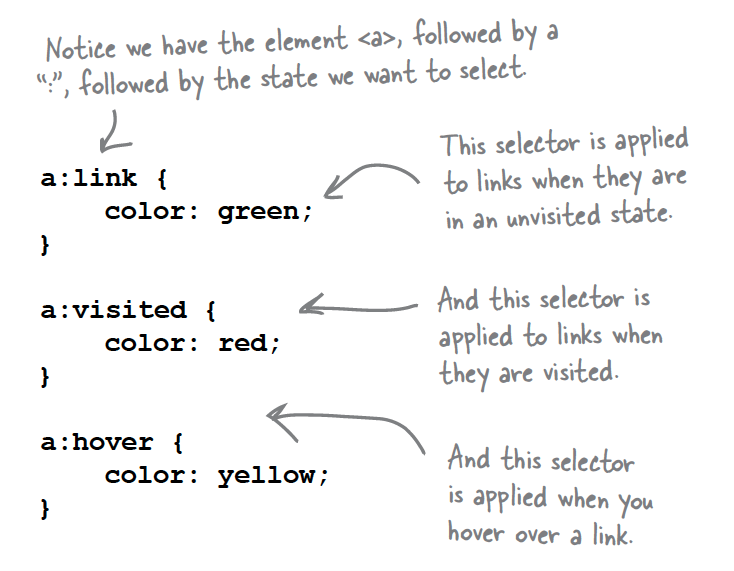 Notice we have the element <a>, followed by a
“:”, followed by the state we want to select.
a:link {
    color: green;
}
This selector is applied
to links when they are
in an unvisited state.
a:visited {
    color: red;
}
And this selector is
applied to links when
they are visited.
a:hover {
    color: yellow;
}
And this selector
is applied when you
hover over a link.